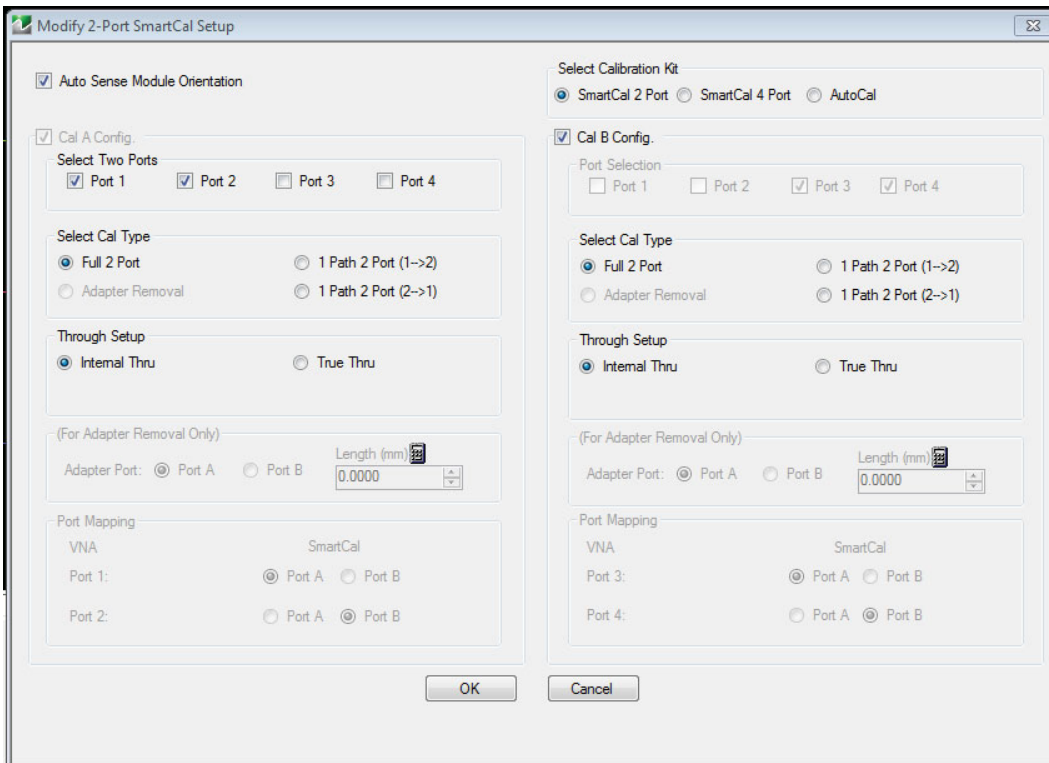 Modify 2-Port SmartCal Setup
Auto Sense Module Orientation
Select Calibration Kit
SmartCal 2 Port SmartCal 4 Port AutoCal
Cal A Config.
Select Two Ports
Port 1 Port 2 Port 3 Port 4
Select Cal Type
Full 2 Port 1 Path 2 Port (1-->2)
Adapter Removal 1 Path 2 Port (2-->1)
Through Setup
Internal Thru True Thru
(For Adapter Removal Only)
Length (mm)
Adapter Port: Port A Port B
0.0000
Port Mapping
VNA SmartCal
Port 1: Port A Port B
Port 2: Port A Port B
Cal B Config.
Port Selection
Port 1 Port 2 Port 3 Port 4
Select Cal Type
Full 2 Port 1 Path 2 Port (1-->2)
Adapter Removal 1 Path 2 Port (2-->1)
Through Setup
Internal Thru True Thru
(For Adapter Removal Only)
Length (mm)
Adapter Port: Port A Port B
0.0000
Port Mapping
VNA SmartCal
Port 3: Port A Port B
Port 4: Port A Port B
OK Cancel